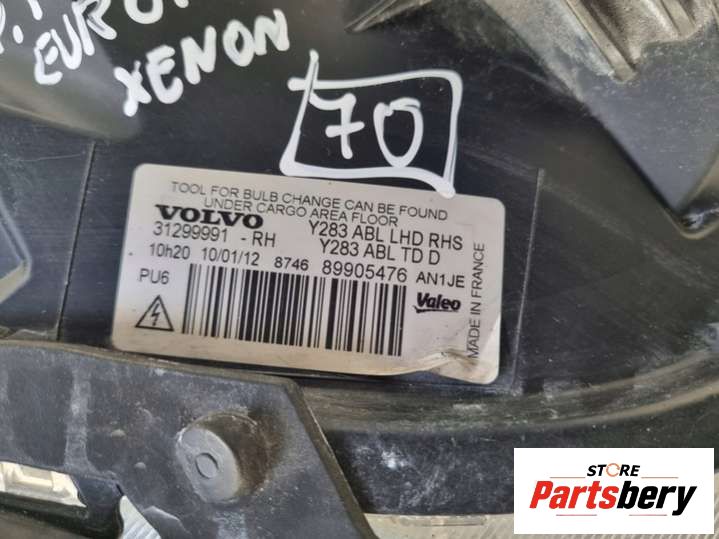 XENON
70
TOOL FOR BULB CHANGE CAN BE FOUND
UNDER CARGO AREA FLOOR
VOLVO Y283 ABL LHD RHS
31299991 - RH Y283 ABL TD D
10h20 10/01/12 8746 89905476 AN1JE
PU6
Valeo
MADE IN FRANCE
STORE
Partsbery